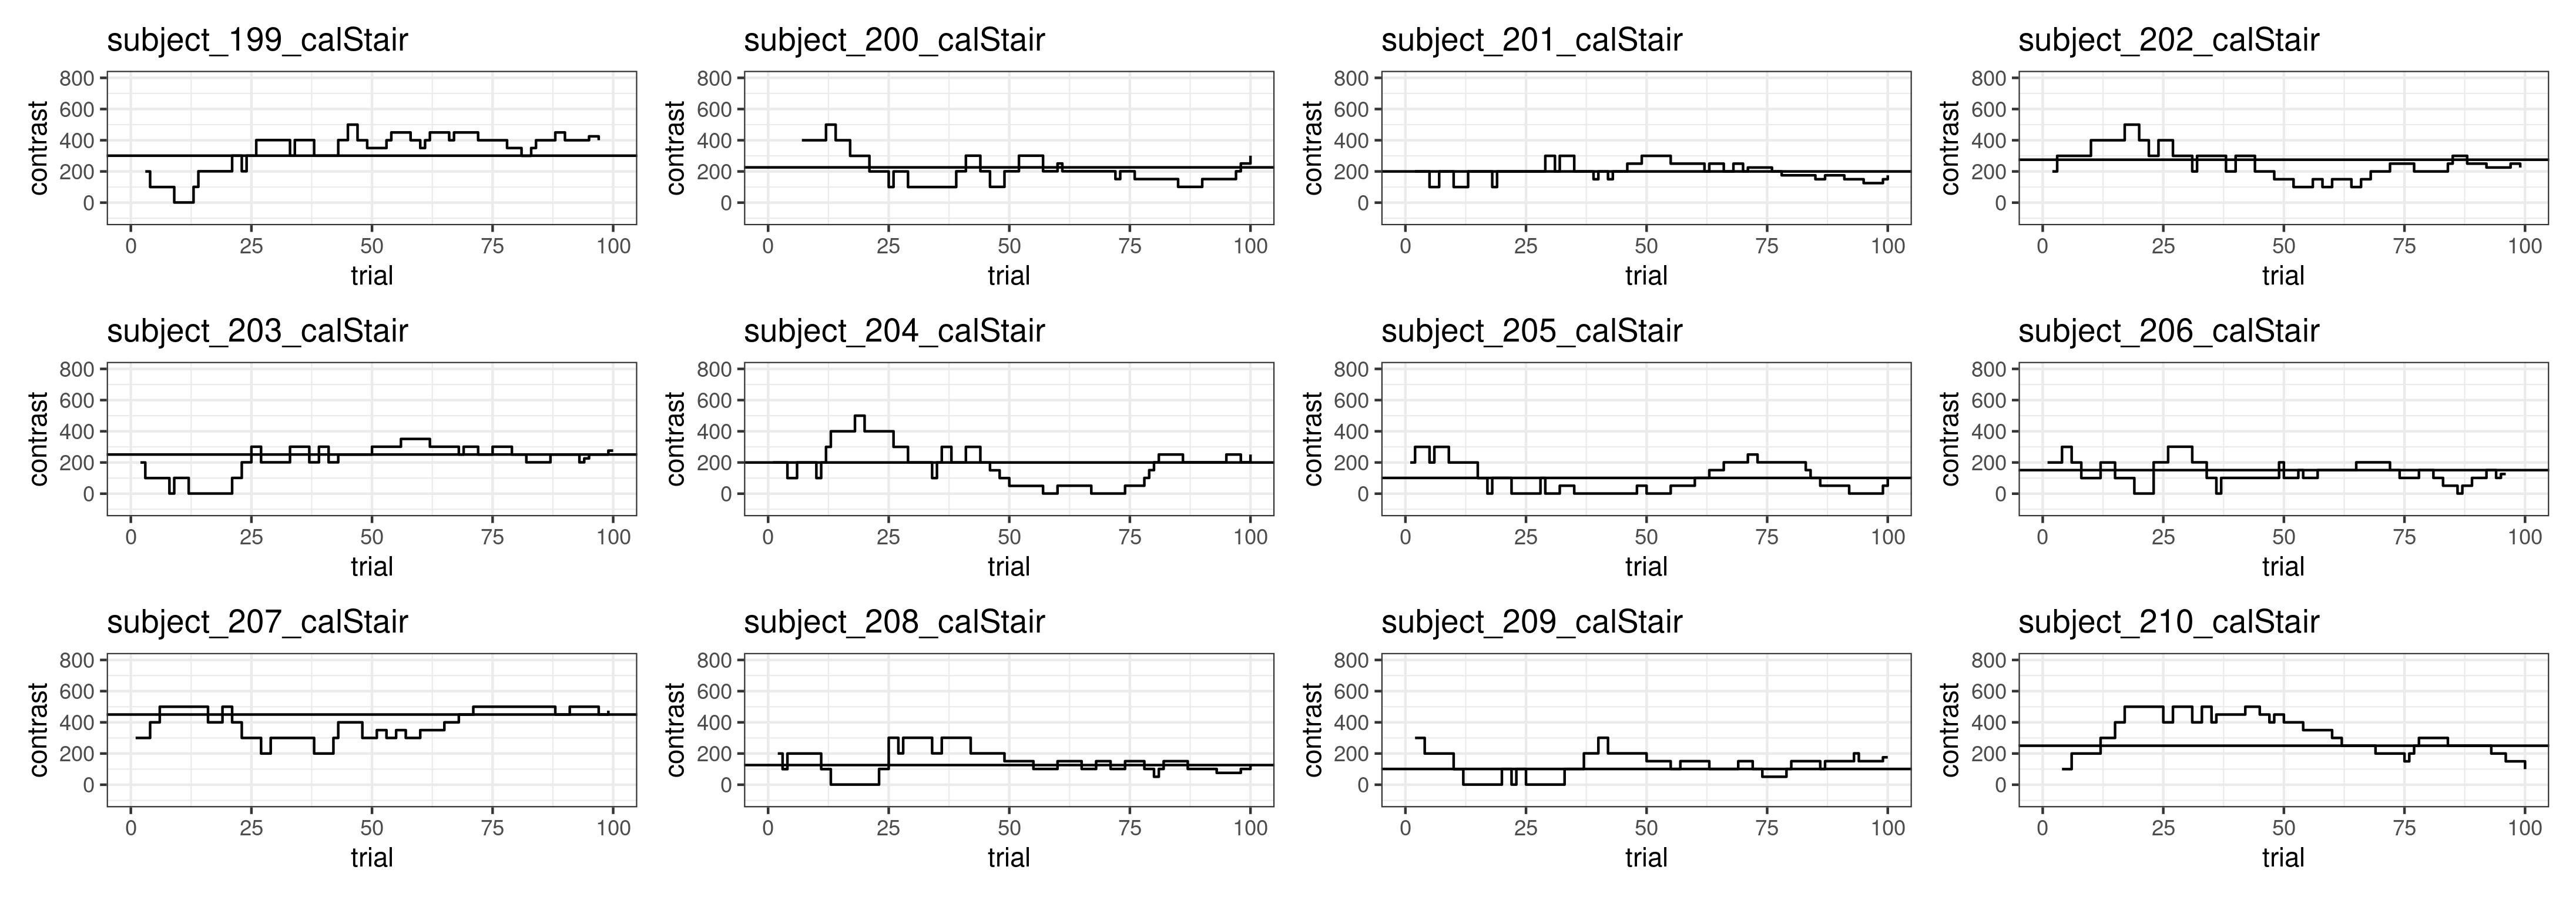 subject_199_calStair subject_200_calStair subject_201_calStair subject_202_calStair
800 800 800 800
600 600 600 600
400 400 400 400
200 200 200 200
0 0 0 0
contrast contrast contrast contrast
0 25 50 75 100 0 25 50 75 100 0 25 50 75 100 0 25 50 75 100
trial trial trial trial
subject_203_calStair subject_204_calStair subject_205_calStair subject_206_calStair
800 800 800 800
600 600 600 600
400 400 400 400
200 200 200 200
0 0 0 0
contrast contrast contrast contrast
0 25 50 75 100 0 25 50 75 100 0 25 50 75 100 0 25 50 75 100
trial trial trial trial
subject_207_calStair subject_208_calStair subject_209_calStair subject_210_calStair
800 800 800 800
600 600 600 600
400 400 400 400
200 200 200 200
0 0 0 0
contrast contrast contrast contrast
0 25 50 75 100 0 25 50 75 100 0 25 50 75 100 0 25 50 75 100
trial trial trial trial